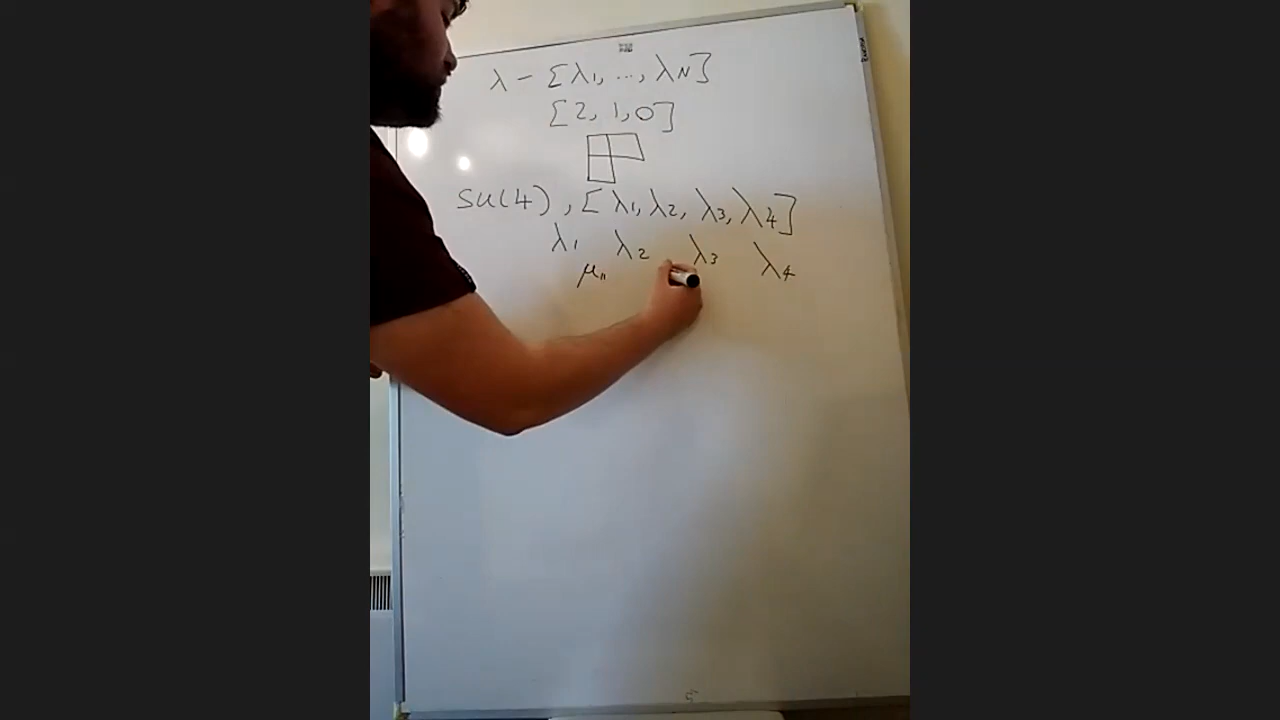 λ - [λ1, ..., λN]
[2, 1, 0]
SU(4), [λ1, λ2, λ3, λ4]
λ1 λ2 λ3 λ4
μ11